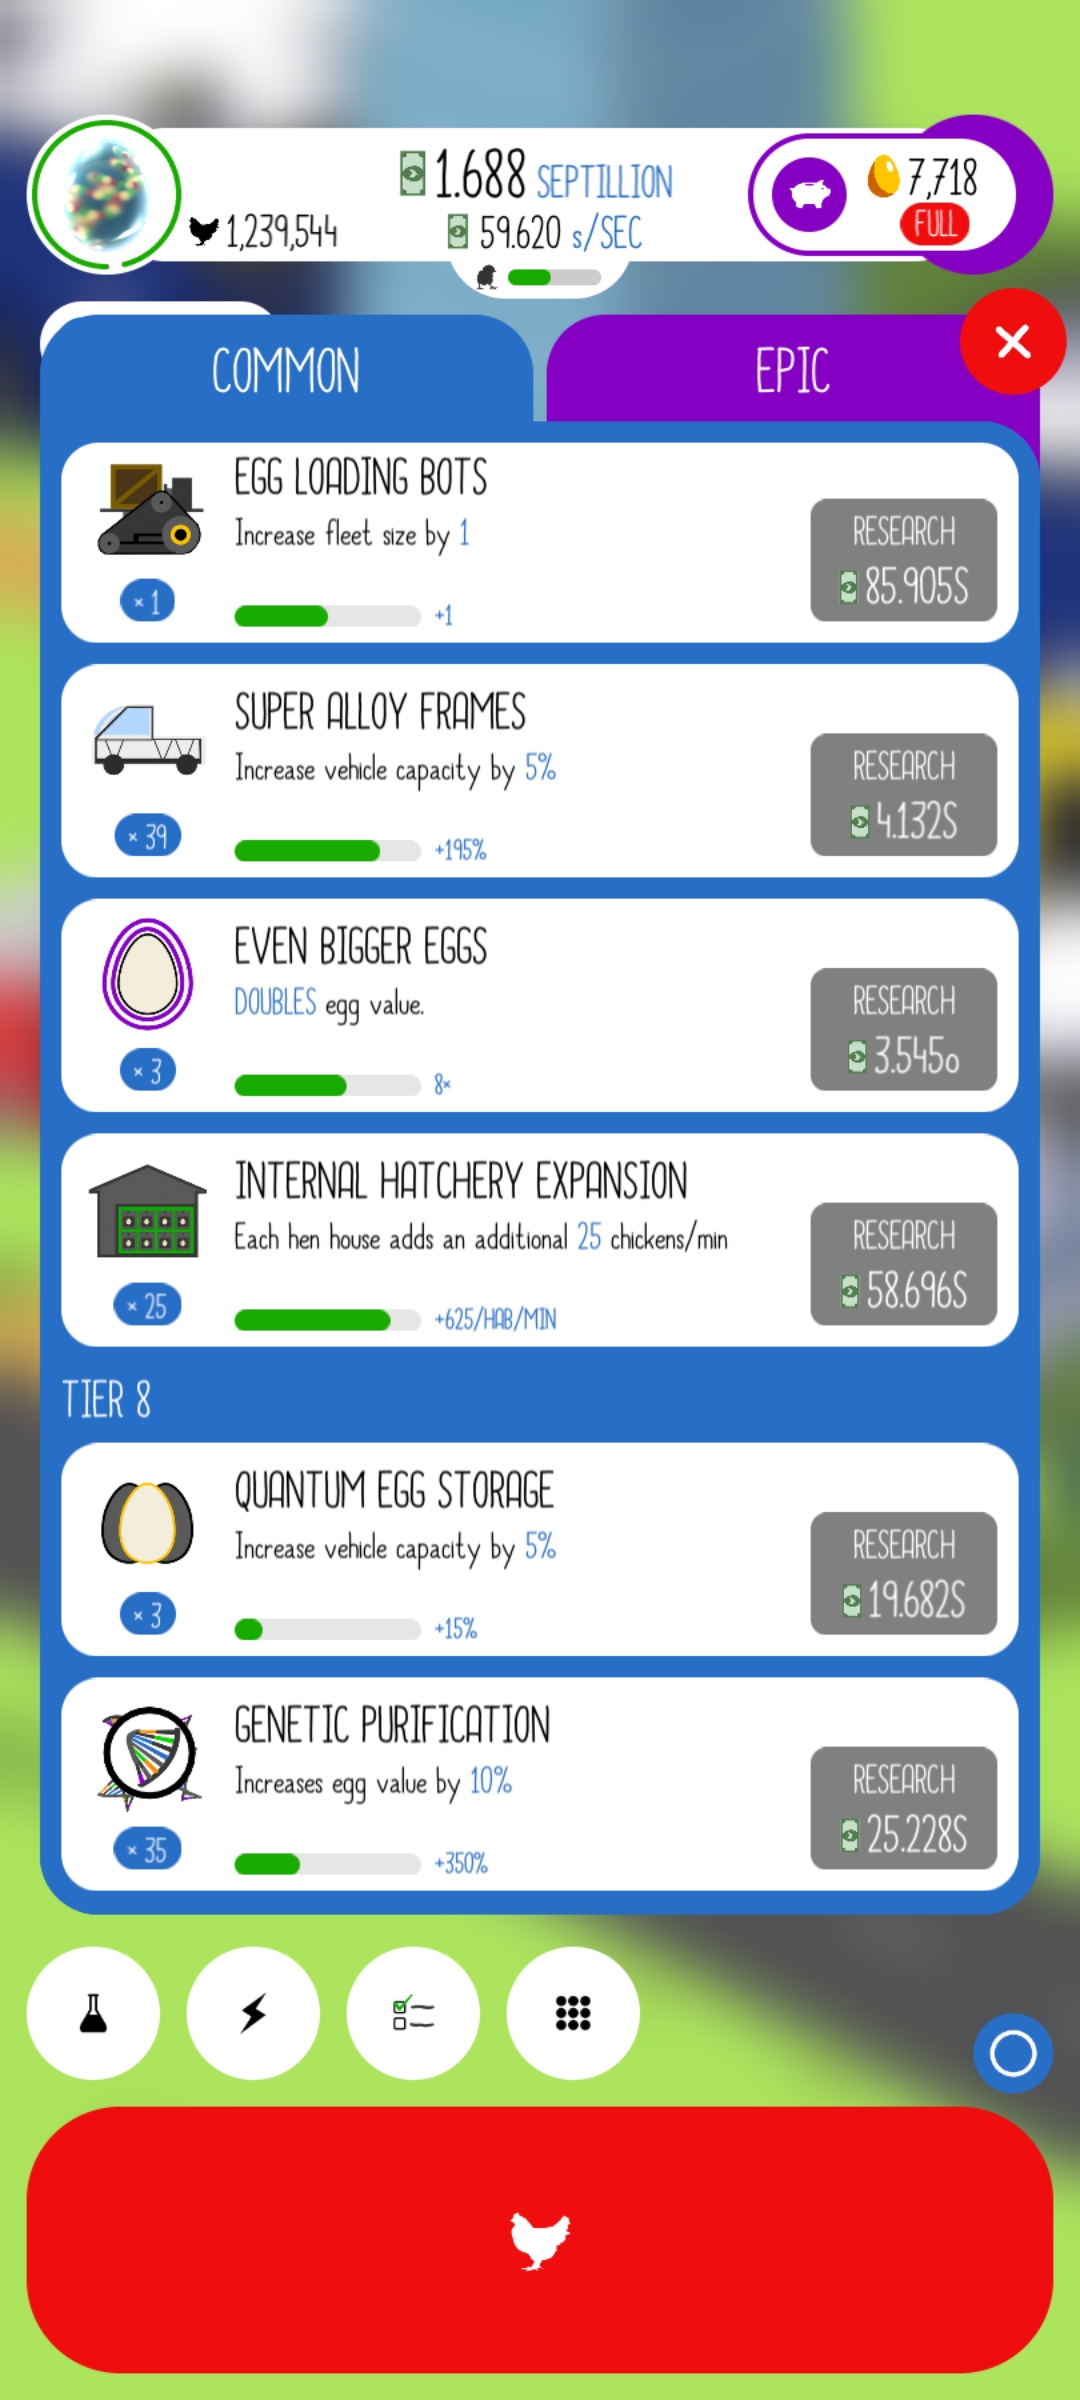 1.688 SEPTILLION
1,239,544
59.620 s/SEC
7,718
FULL
COMMON
EPIC
EGG LOADING BOTS
Increase fleet size by 1
× 1
+1
RESEARCH
85.905S
SUPER ALLOY FRAMES
Increase vehicle capacity by 5%
× 39
+195%
RESEARCH
4.132S
EVEN BIGGER EGGS
DOUBLES egg value.
× 3
8×
RESEARCH
3.545o
INTERNAL HATCHERY EXPANSION
Each hen house adds an additional 25 chickens/min
× 25
+625/HAB/MIN
RESEARCH
58.696S
TIER 8
QUANTUM EGG STORAGE
Increase vehicle capacity by 5%
× 3
+15%
RESEARCH
19.682S
GENETIC PURIFICATION
Increases egg value by 10%
× 35
+350%
RESEARCH
25.228S